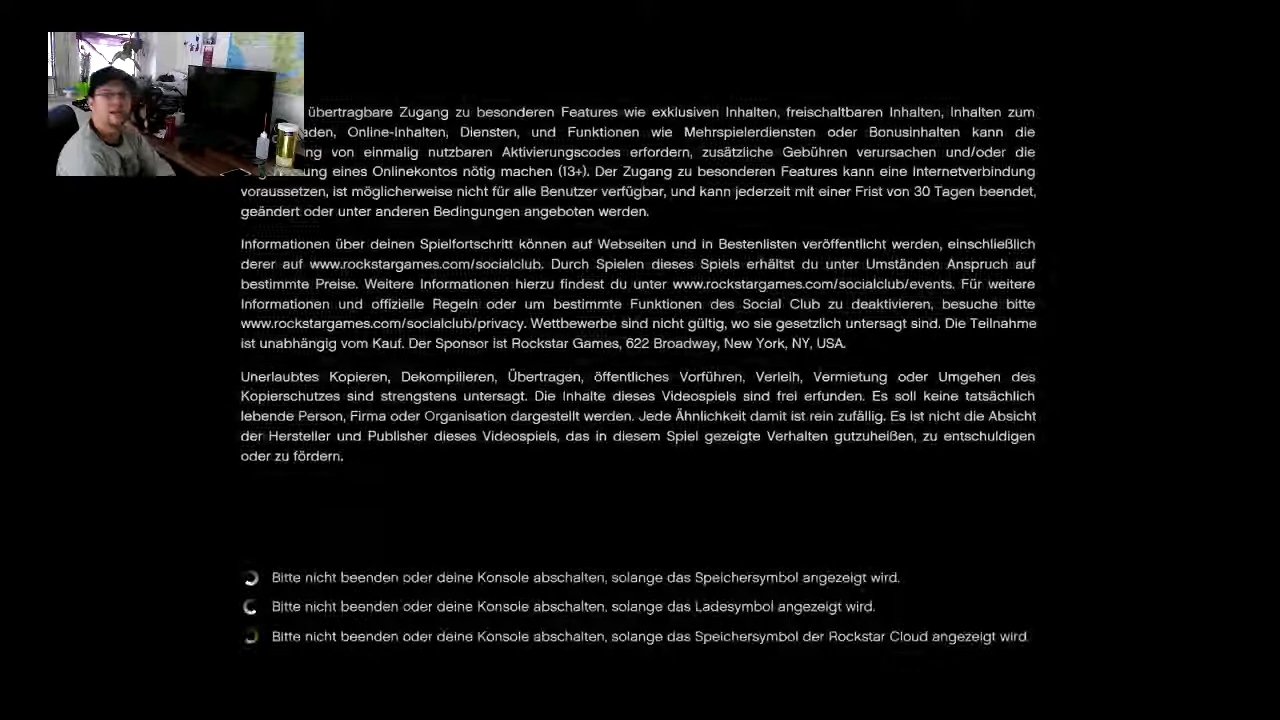 übertragbare Zugang zu besonderen Features wie exklusiven Inhalten, freischaltbaren Inhalten, Inhalten zum
Online-Inhalten, Diensten, und Funktionen wie Mehrspielerdiensten oder Bonusinhalten kann die
von einmalig nutzbaren Aktivierungscodes erfordern, zusätzliche Gebühren verursachen und/oder die
eines Onlinekontos nötig machen (13+). Der Zugang zu besonderen Features kann eine Internetverbindung
voraussetzen, ist möglicherweise nicht für alle Benutzer verfügbar, und kann jederzeit mit einer Frist von 30 Tagen beendet,
geändert oder unter anderen Bedingungen angeboten werden.
Informationen über deinen Spielfortschritt können auf Webseiten und in Bestenlisten veröffentlicht werden, einschließlich
derer auf www.rockstargames.com/socialclub. Durch Spielen dieses Spiels erhältst du unter Umständen Anspruch auf
bestimmte Preise. Weitere Informationen hierzu findest du unter www.rockstargames.com/socialclub/events. Für weitere
Informationen und offizielle Regeln oder um bestimmte Funktionen des Social Club zu deaktivieren, besuche bitte
www.rockstargames.com/socialclub/privacy. Wettbewerbe sind nicht gültig, wo sie gesetzlich untersagt sind. Die Teilnahme
ist unabhängig vom Kauf. Der Sponsor ist Rockstar Games, 622 Broadway, New York, NY, USA.
Unerlaubtes Kopieren, Dekompilieren, Übertragen, öffentliches Vorführen, Verleih, Vermietung oder Umgehen des
Kopierschutzes sind strengstens untersagt. Die Inhalte dieses Videospiels sind frei erfunden. Es soll keine tatsächlich
lebende Person, Firma oder Organisation dargestellt werden. Jede Ähnlichkeit damit ist rein zufällig. Es ist nicht die Absicht
der Hersteller und Publisher dieses Videospiels, das in diesem Spiel gezeigte Verhalten gutzuheißen, zu entschuldigen
oder zu fördern.
Bitte nicht beenden oder deine Konsole abschalten, solange das Speichersymbol angezeigt wird.
Bitte nicht beenden oder deine Konsole abschalten, solange das Ladesymbol angezeigt wird.
Bitte nicht beenden oder deine Konsole abschalten, solange das Speichersymbol der Rockstar Cloud angezeigt wird.